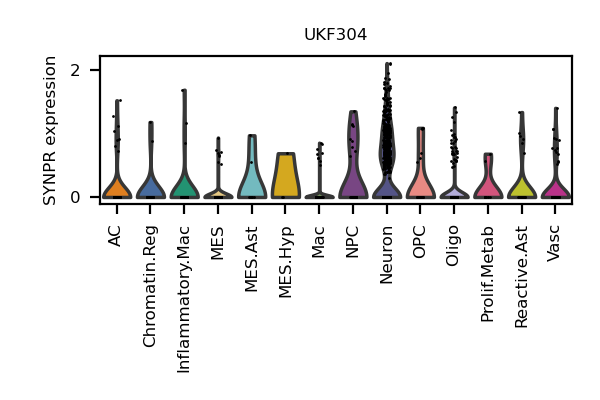 UKF304
SYNPR expression
2
0
AC
Chromatin.Reg
Inflammatory.Mac
MES
MES.Ast
MES.Hyp
Mac
NPC
Neuron
OPC
Oligo
Prolif.Metab
Reactive.Ast
Vasc